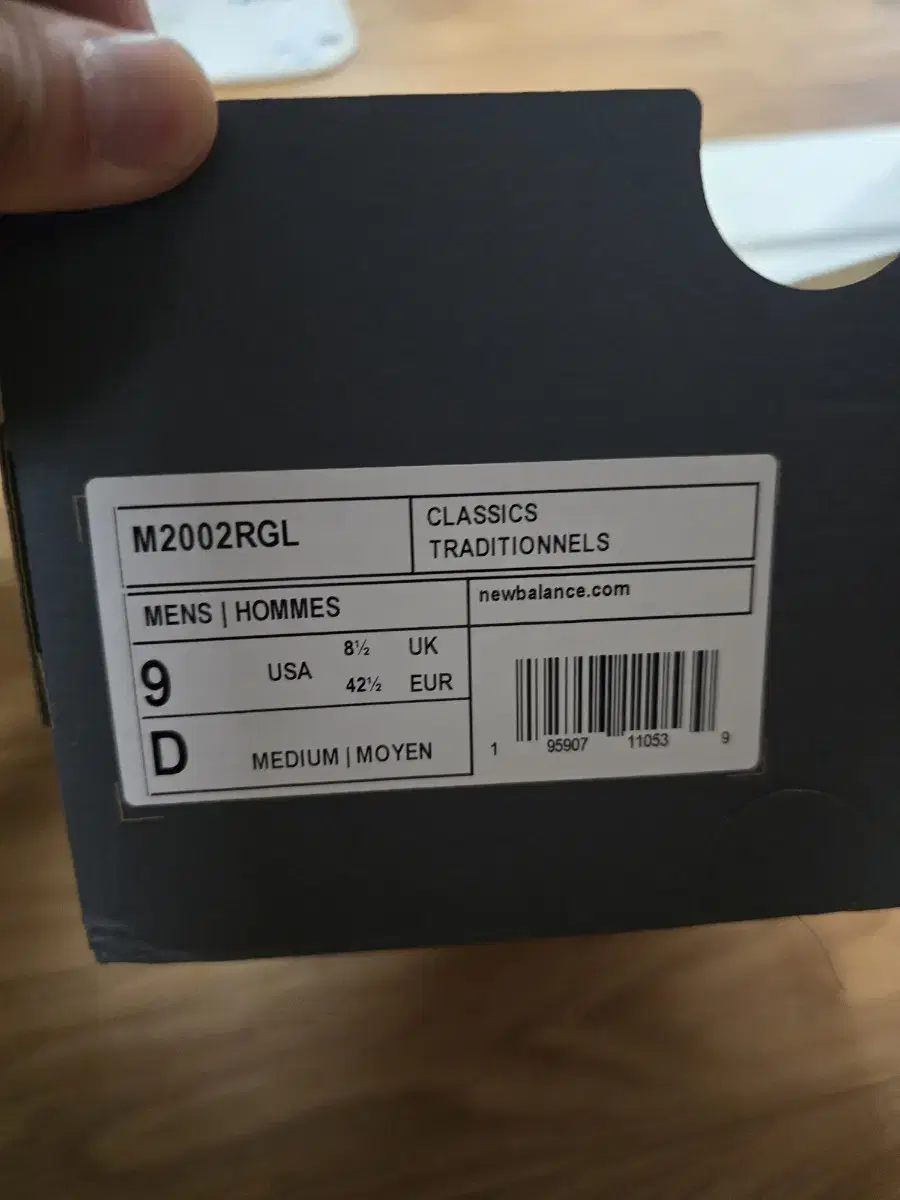 M2002RGL
CLASSICS
TRADITIONNELS
MENS | HOMMES
newbalance.com
9 USA 8½ UK
42½ EUR
D MEDIUM | MOYEN
1 95907 11053 9